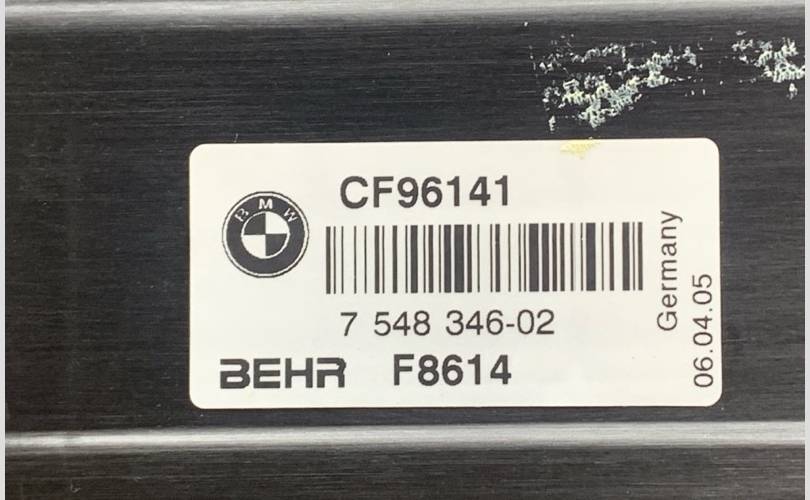 BMW
CF96141
7 548 346-02
BEHR F8614
Germany
06.04.05